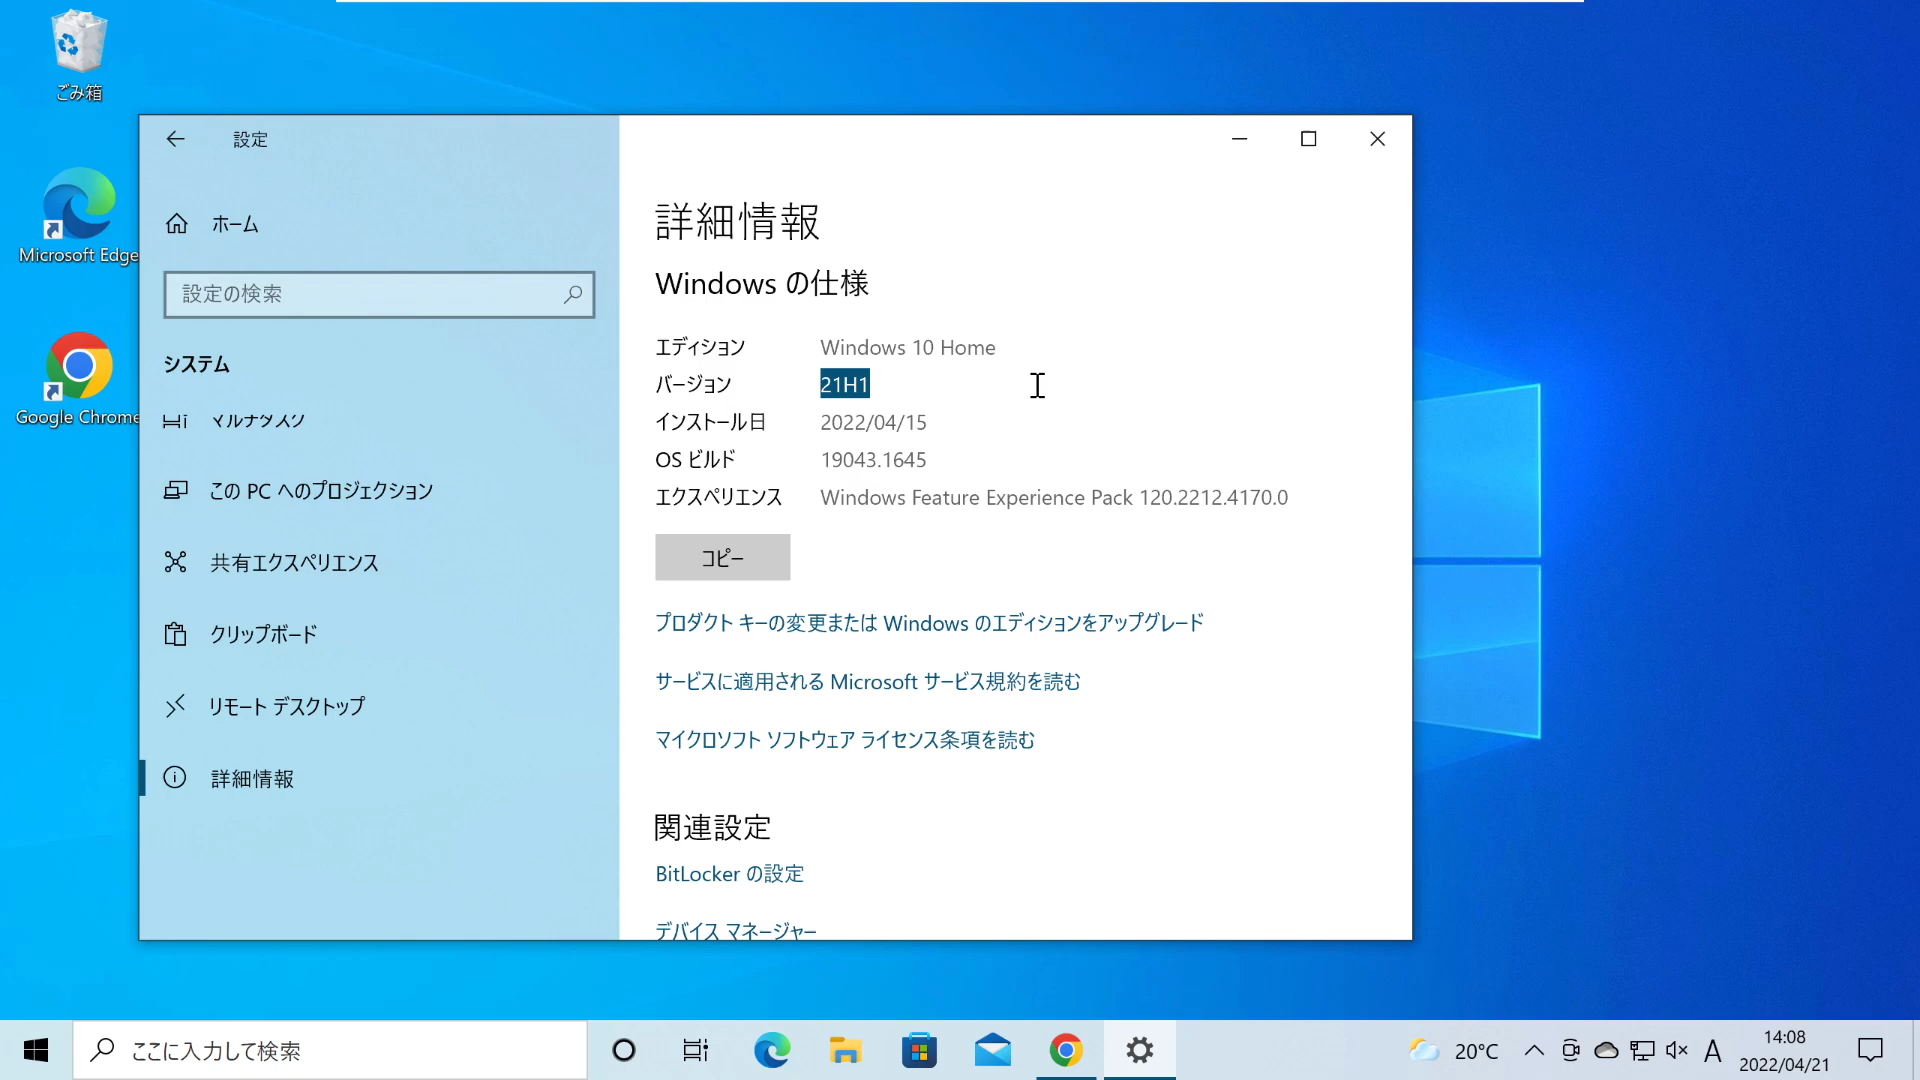 ごみ箱
Microsoft Edge
Google Chrome
設定
ホーム
設定の検索
システム
マルチタスク
この PC へのプロジェクション
共有エクスペリエンス
クリップボード
リモート デスクトップ
詳細情報
詳細情報
Windows の仕様
エディション Windows 10 Home
バージョン 21H1
インストール日 2022/04/15
OS ビルド 19043.1645
エクスペリエンス Windows Feature Experience Pack 120.2212.4170.0
コピー
プロダクト キーの変更または Windows のエディションをアップグレード
サービスに適用される Microsoft サービス規約を読む
マイクロソフト ソフトウェア ライセンス条項を読む
関連設定
BitLocker の設定
デバイス マネージャー
ここに入力して検索
20°C
A
14:08
2022/04/21